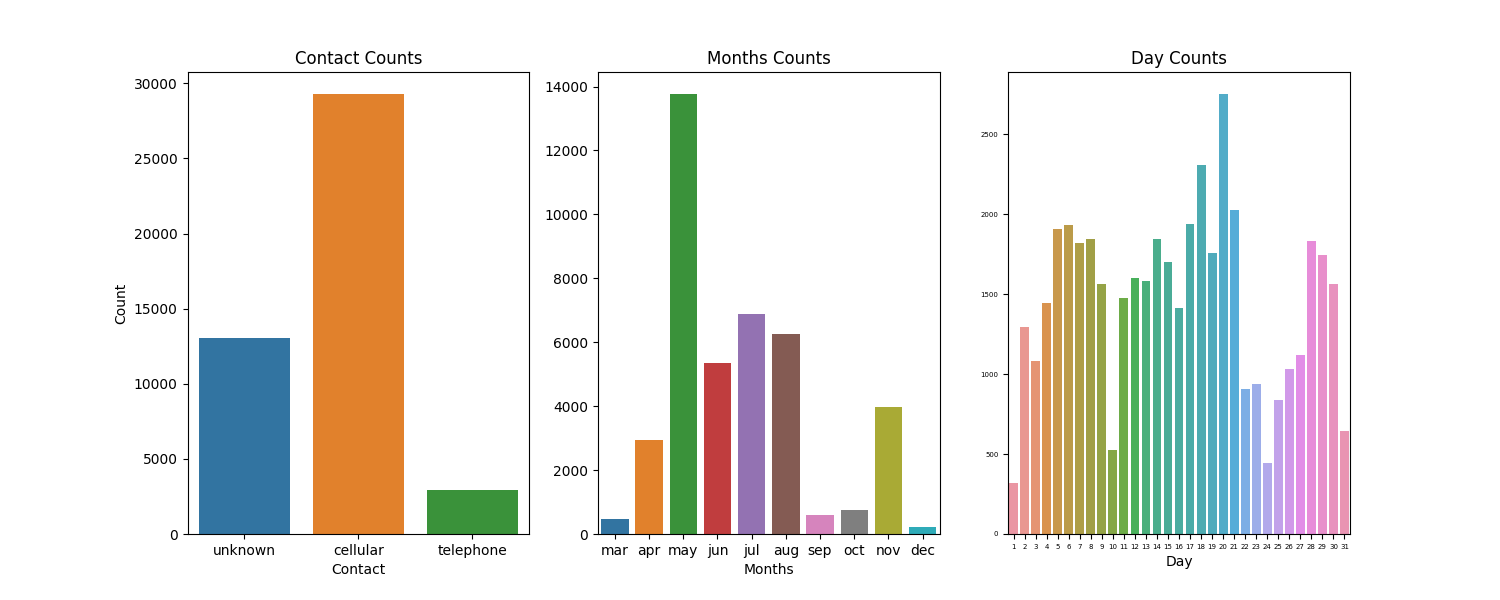 Contact Counts
30000
25000
20000
15000
10000
5000
0
Count
unknown cellular telephone
Contact
Months Counts
14000
12000
10000
8000
6000
4000
2000
0
mar apr may jun jul aug sep oct nov dec
Months
Day Counts
2500
2000
1500
1000
500
0
1 2 3 4 5 6 7 8 9 10 11 12 13 14 15 16 17 18 19 20 21 22 23 24 25 26 27 28 29 30 31
Day